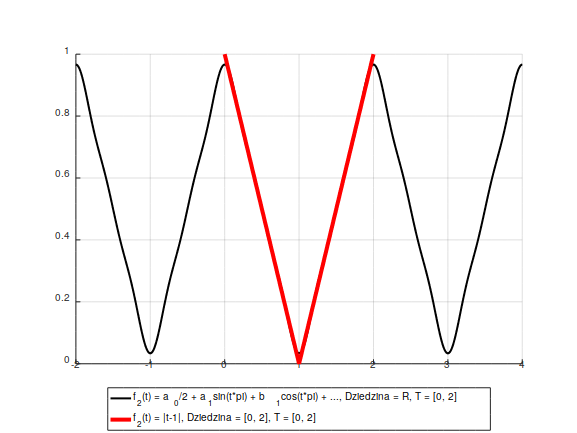 1
0.8
0.6
0.4
0.2
0
-2 -1 0 1 2 3 4
f2(t) = a0/2 + a1sin(t*pi) + b1cos(t*pi) + ..., Dziedzina = R, T = [0, 2]
f2(t) = |t-1|, Dziedzina = [0, 2], T = [0, 2]